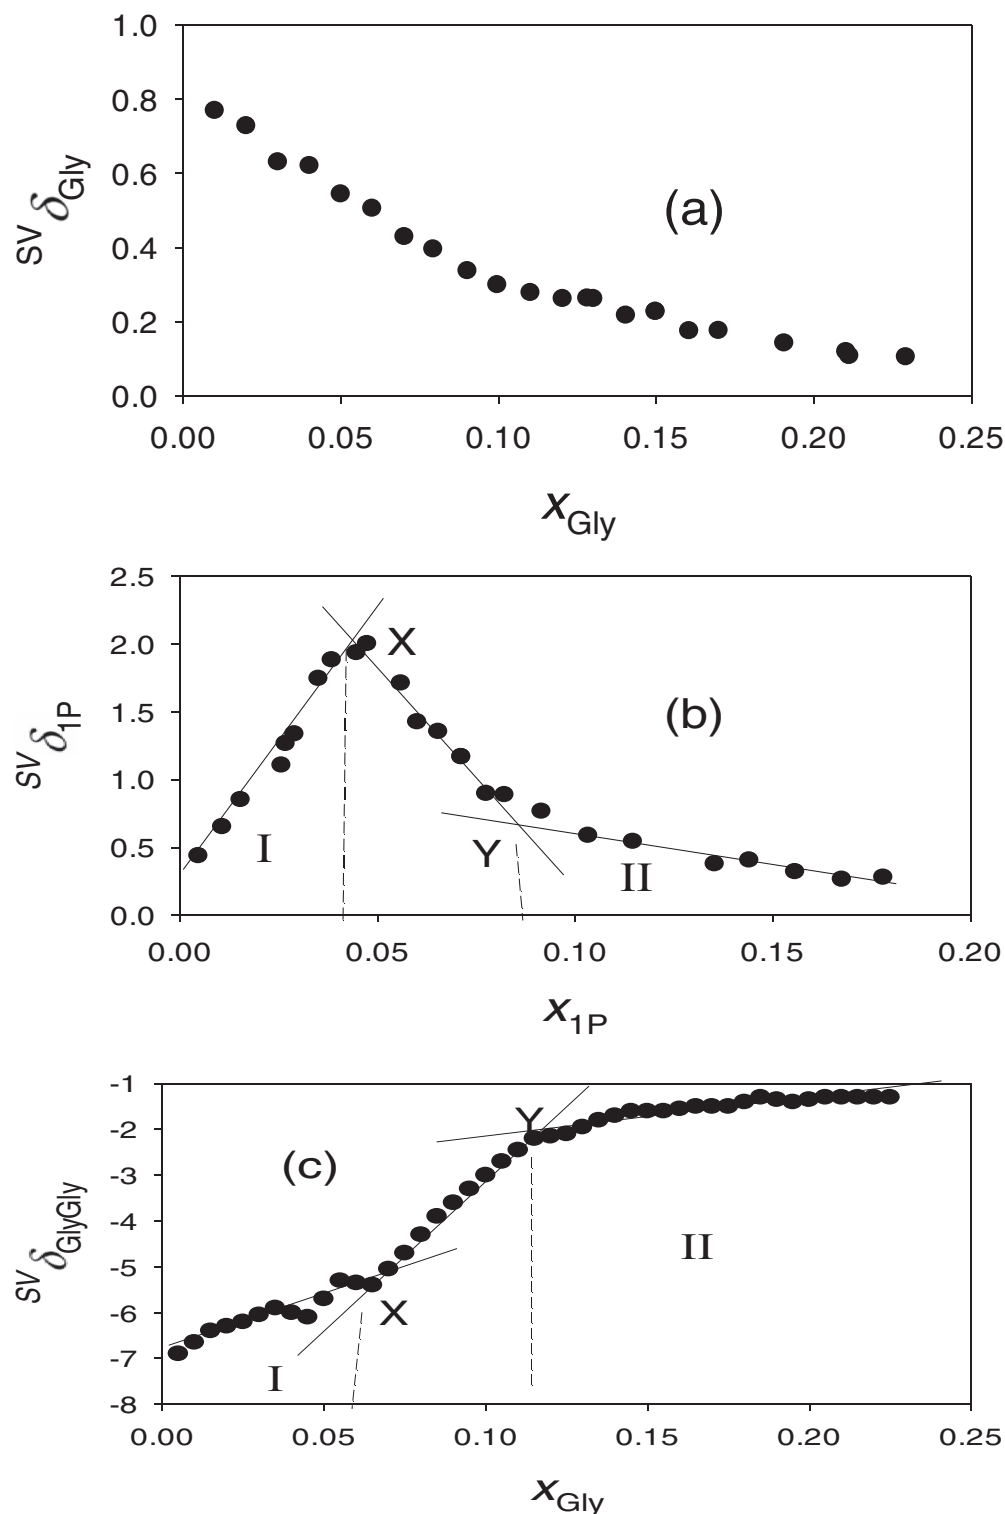 1.0
0.8
0.6
0.4
0.2
0.0
SV δGly
(a)
0.00 0.05 0.10 0.15 0.20 0.25
xGly
2.5
2.0
1.5
1.0
0.5
0.0
SV δ1P
X
(b)
I
Y
II
0.00 0.05 0.10 0.15 0.20
x1P
-1
-2
-3
-4
-5
-6
-7
-8
SV δGlyGly
Y
(c)
II
X
I
0.00 0.05 0.10 0.15 0.20 0.25
xGly